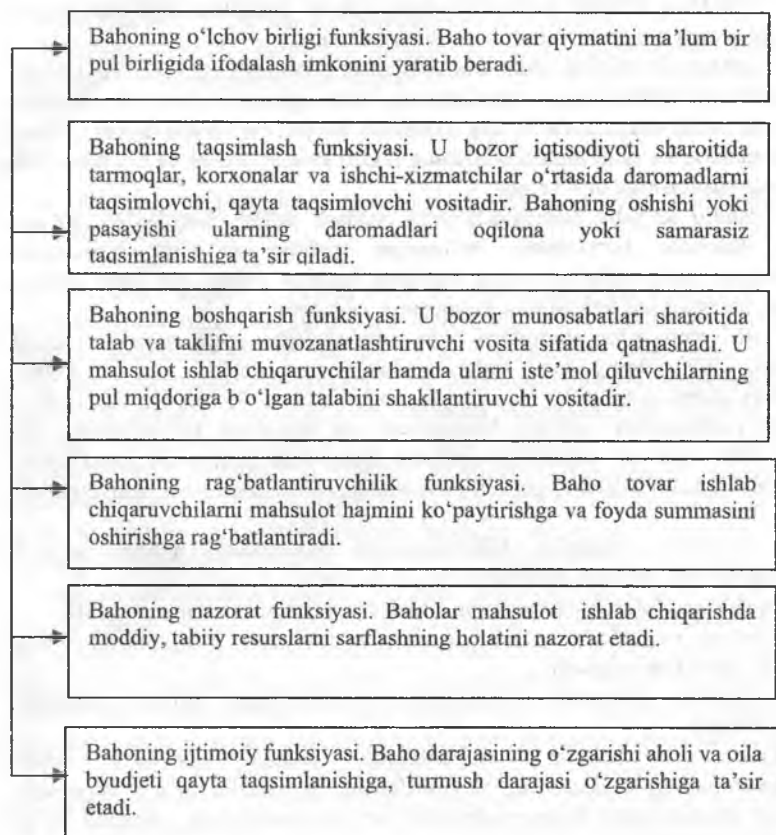 Bahoning o‘lchov birligi funksiyasi. Baho tovar qiymatini ma’lum bir
pul birligida ifodalash imkonini yaratib beradi.
Bahoning taqsimlash funksiyasi. U bozor iqtisodiyoti sharoitida
tarmoqlar, korxonalar va ishchi-xizmatchilar o‘rtasida daromadlarni
taqsimlovchi, qayta taqsimlovchi vositadir. Bahoning oshishi yoki
pasayishi ularning daromadlari oqilona yoki samarasiz
taqsimlanishiga ta’sir qiladi.
Bahoning boshqarish funksiyasi. U bozor munosabatlari sharoitida
talab va taklifni muvozanatlashtiruvchi vosita sifatida qatnashadi. U
mahsulot ishlab chiqaruvchilar hamda ularni iste’mol qiluvchilarning
pul miqdoriga b o‘lgan talabini shakllantiruvchi vositadir.
Bahoning rag‘batlantiruvchilik funksiyasi. Baho tovar ishlab
chiqaruvchilarni mahsulot hajmini ko‘paytirishga va foyda summasini
oshirishga rag‘batlantiradi.
Bahoning nazorat funksiyasi. Baholar mahsulot ishlab chiqarishda
moddiy, tabiiy resurslarni sarflashning holatini nazorat etadi.
Bahoning ijtimoiy funksiyasi. Baho darajasining o‘zgarishi aholi va oila
byudjeti qayta taqsimlanishiga, turmush darajasi o‘zgarishiga ta’sir
etadi.